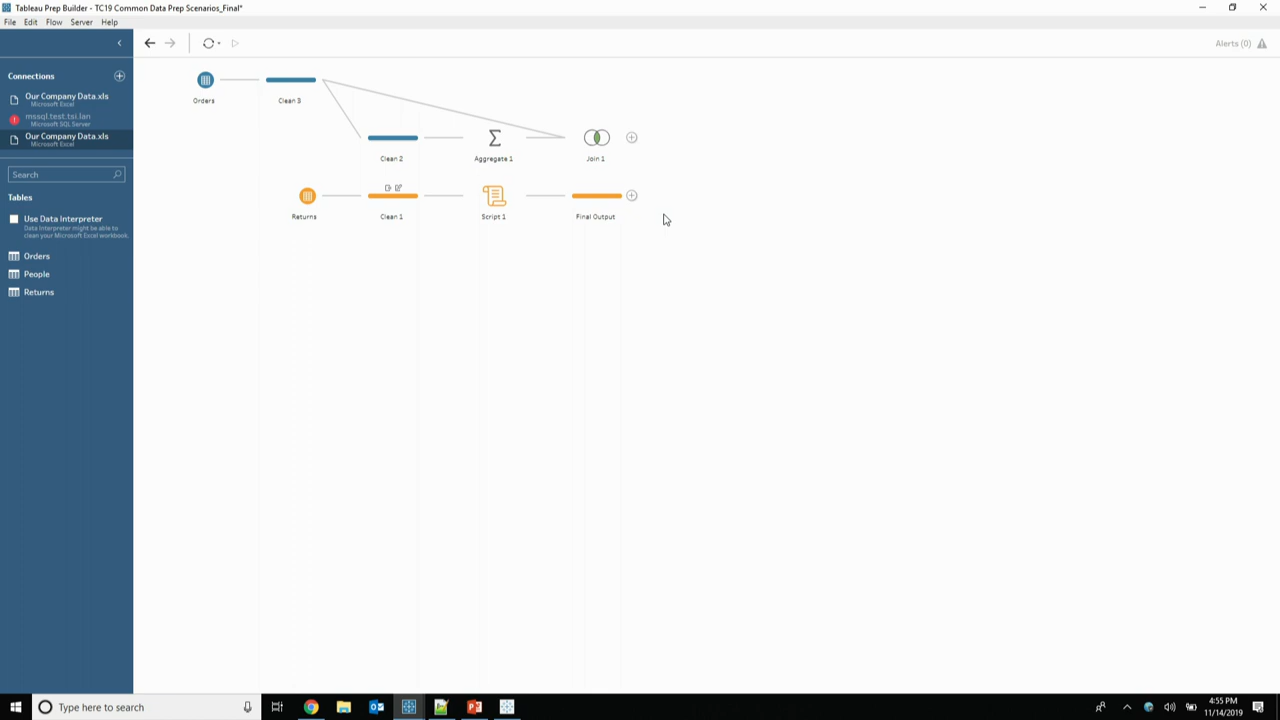 Tableau Prep Builder - TC19 Common Data Prep Scenarios_Final*
File Edit Flow Server Help
Alerts (0)
Connections
Our Company Data.xls
Microsoft Excel
mssql.test.tsi.lan
Microsoft SQL Server
Our Company Data.xls
Microsoft Excel
Search
Tables
Use Data Interpreter
Data Interpreter might be able to
clean your Microsoft Excel workbook.
Orders
People
Returns
Orders
Clean 3
Clean 2
Aggregate 1
Join 1
Returns
Clean 1
Script 1
Final Output
Type here to search
4:55 PM
11/14/2019